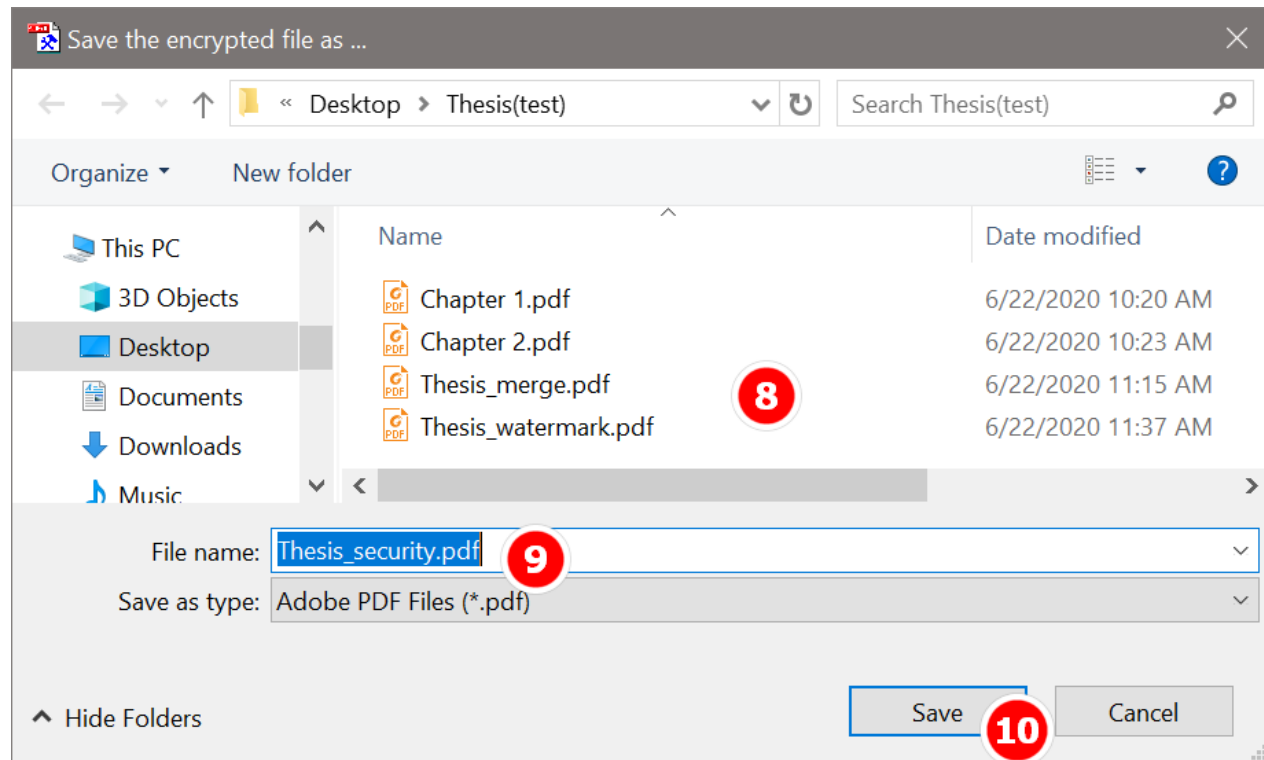 Save the encrypted file as ...
« Desktop > Thesis(test)
Search Thesis(test)
Organize
New folder
?
This PC
3D Objects
Desktop
Documents
Downloads
Music
Name
Date modified
PDF Chapter 1.pdf 6/22/2020 10:20 AM
PDF Chapter 2.pdf 6/22/2020 10:23 AM
PDF Thesis_merge.pdf 6/22/2020 11:15 AM
PDF Thesis_watermark.pdf 6/22/2020 11:37 AM
8
File name: Thesis_security.pdf
9
Save as type: Adobe PDF Files (*.pdf)
Hide Folders
Save
10
Cancel